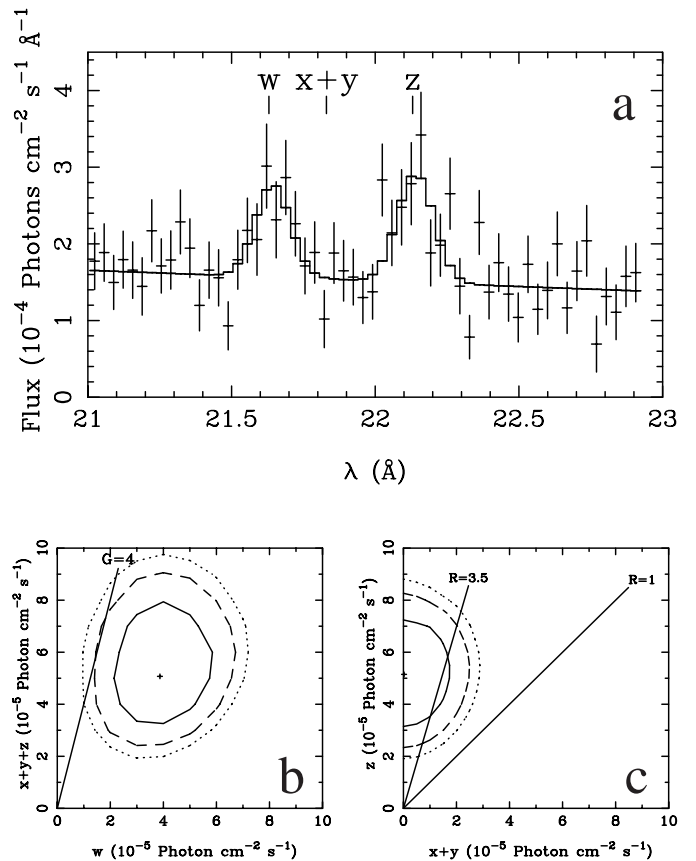 w x+y z
a
Flux (10⁻⁴ Photons cm⁻² s⁻¹ Å⁻¹
4
3
2
1
0
21 21.5 22 22.5 23
λ (Å)
G=4
x+y+z (10⁻⁵ Photon cm⁻² s⁻¹)
10
8
6
4
2
0
b
0 2 4 6 8 10
w (10⁻⁵ Photon cm⁻² s⁻¹)
R=3.5
R=1
z (10⁻⁵ Photon cm⁻² s⁻¹)
10
8
6
4
2
0
c
0 2 4 6 8 10
x+y (10⁻⁵ Photon cm⁻² s⁻¹)